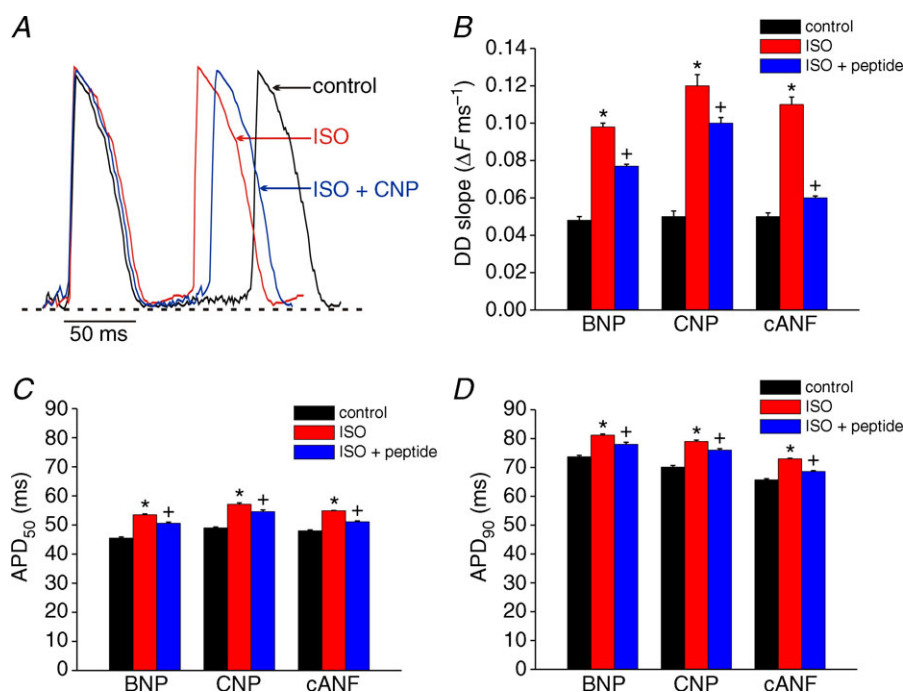 A
control
ISO
ISO + CNP
50 ms
B
control
ISO
ISO + peptide
DD slope (ΔF ms⁻¹)
0.14
0.12
0.10
0.08
0.06
0.04
0.02
0.00
* + * + * +
BNP CNP cANF
C
control
ISO
ISO + peptide
APD₅₀ (ms)
90
80
70
60
50
40
30
20
10
0
* + * + * +
BNP CNP cANF
D
control
ISO
ISO + peptide
APD₉₀ (ms)
90
80
70
60
50
40
30
20
10
0
* + * + * +
BNP CNP cANF